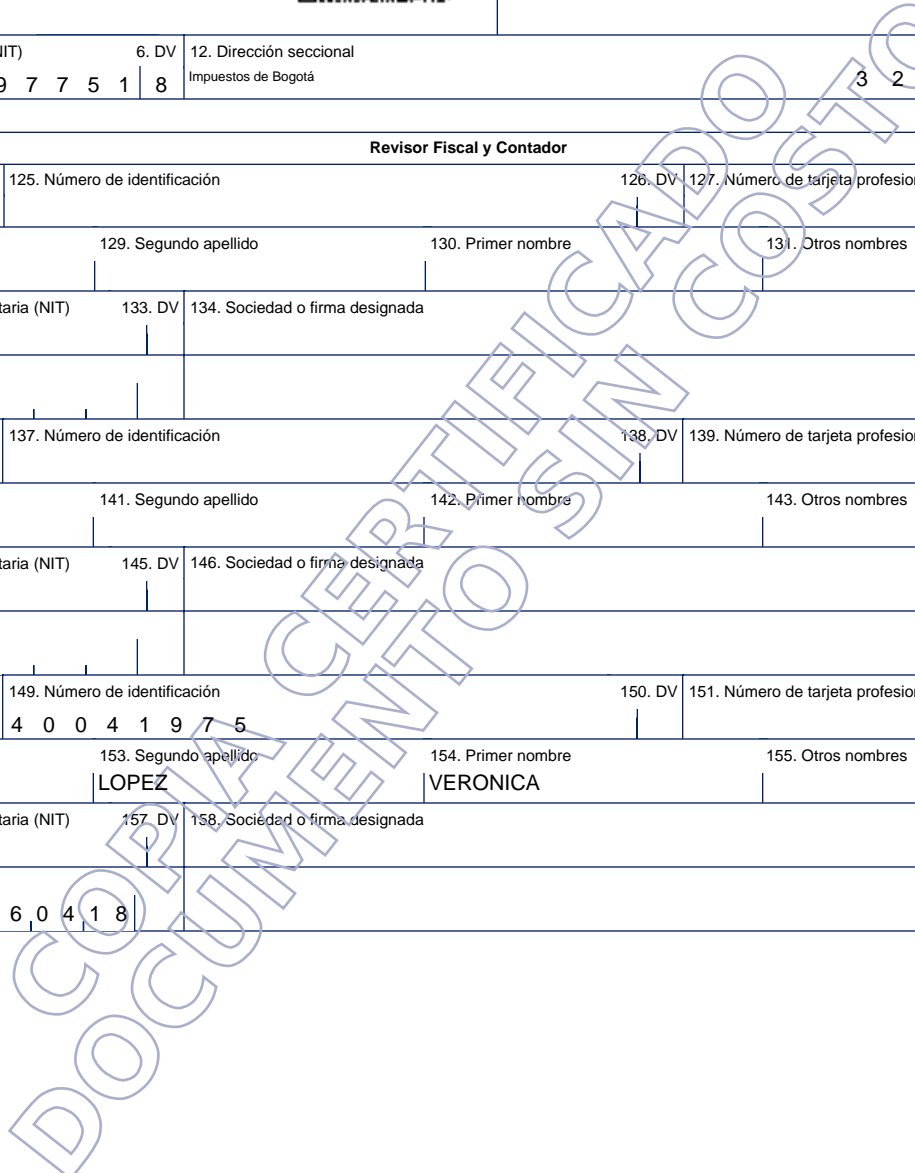 NIT) 6. DV 12. Dirección seccional
9 7 7 5 1 8 Impuestos de Bogotá 3 2
Revisor Fiscal y Contador
125. Número de identificación 126. DV 127. Número de tarjeta profesion
129. Segundo apellido 130. Primer nombre 131. Otros nombres
taria (NIT) 133. DV 134. Sociedad o firma designada
137. Número de identificación 138. DV 139. Número de tarjeta profesion
141. Segundo apellido 142. Primer nombre 143. Otros nombres
taria (NIT) 145. DV 146. Sociedad o firma designada
149. Número de identificación 150. DV 151. Número de tarjeta profesion
4 0 0 4 1 9 7 5
153. Segundo apellido 154. Primer nombre 155. Otros nombres
LOPEZ VERONICA
taria (NIT) 157. DV 158. Sociedad o firma designada
6 0 4 1 8
COPIA CERTIFICADO
DOCUMENTO SIN COSTO